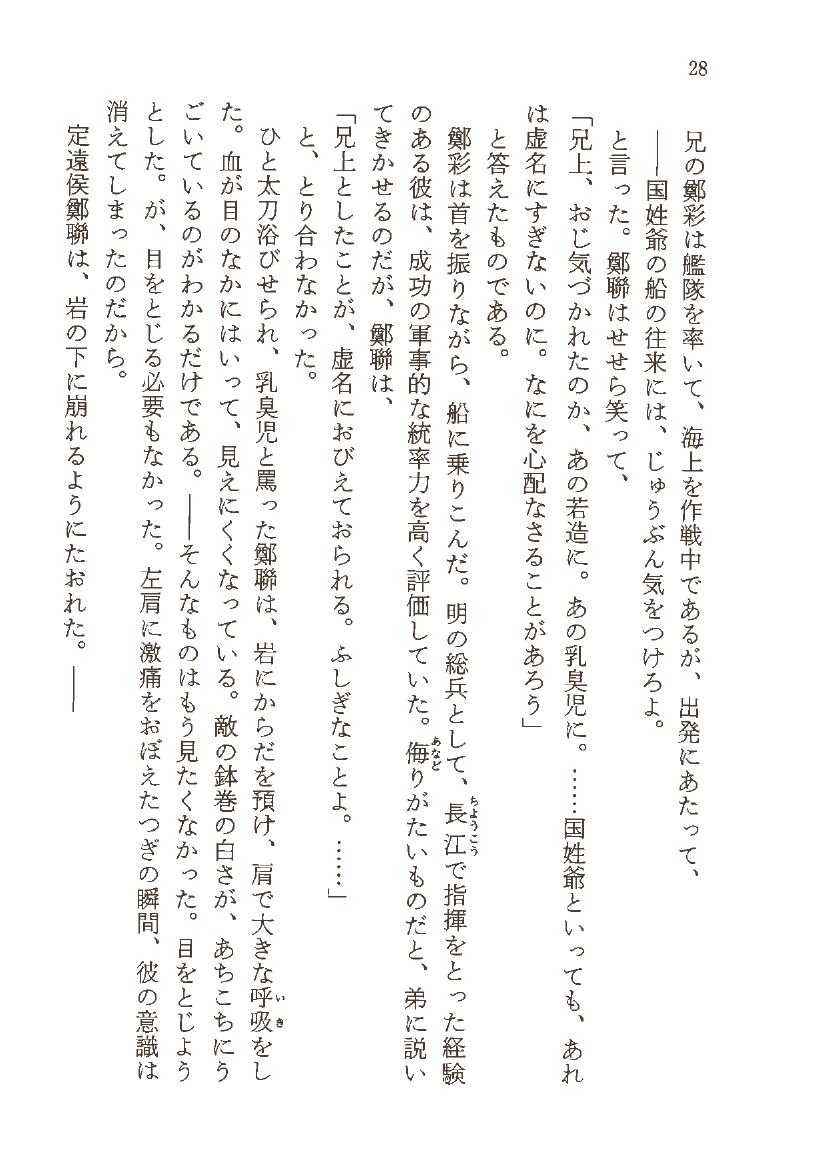 28
兄の鄭彩は艦隊を率いて、海上を作戦中であるが、出発にあたって、
――国姓爺の船の往来には、じゅうぶん気をつけろよ。
と言った。鄭聯はせせら笑って、
「兄上、おじ気づかれたのか、あの若造に。あの乳臭児に。……国姓爺といっても、あれ
は虚名にすぎないのに。なにを心配なさることがあろう」
と答えたものである。
鄭彩は首を振りながら、船に乗りこんだ。明の総兵として、長江で指揮をとった経験
ちようこう
のある彼は、成功の軍事的な統率力を高く評価していた。侮りがたいものだと、弟に説い
あなど
てきかせるのだが、鄭聯は、
「兄上としたことが、虚名におびえておられる。ふしぎなことよ。……」
と、とり合わなかった。
ひと太刀浴びせられ、乳臭児と罵った鄭聯は、岩にからだを預け、肩で大きな呼吸をし
いき
た。血が目のなかにはいって、見えにくくなっている。敵の鉢巻の白さが、あちこちにう
ごいているのがわかるだけである。――そんなものはもう見たくなかった。目をとじよう
とした。が、目をとじる必要もなかった。左肩に激痛をおぼえたつぎの瞬間、彼の意識は
消えてしまったのだから。
定遠侯鄭聯は、岩の下に崩れるようにたおれた。――